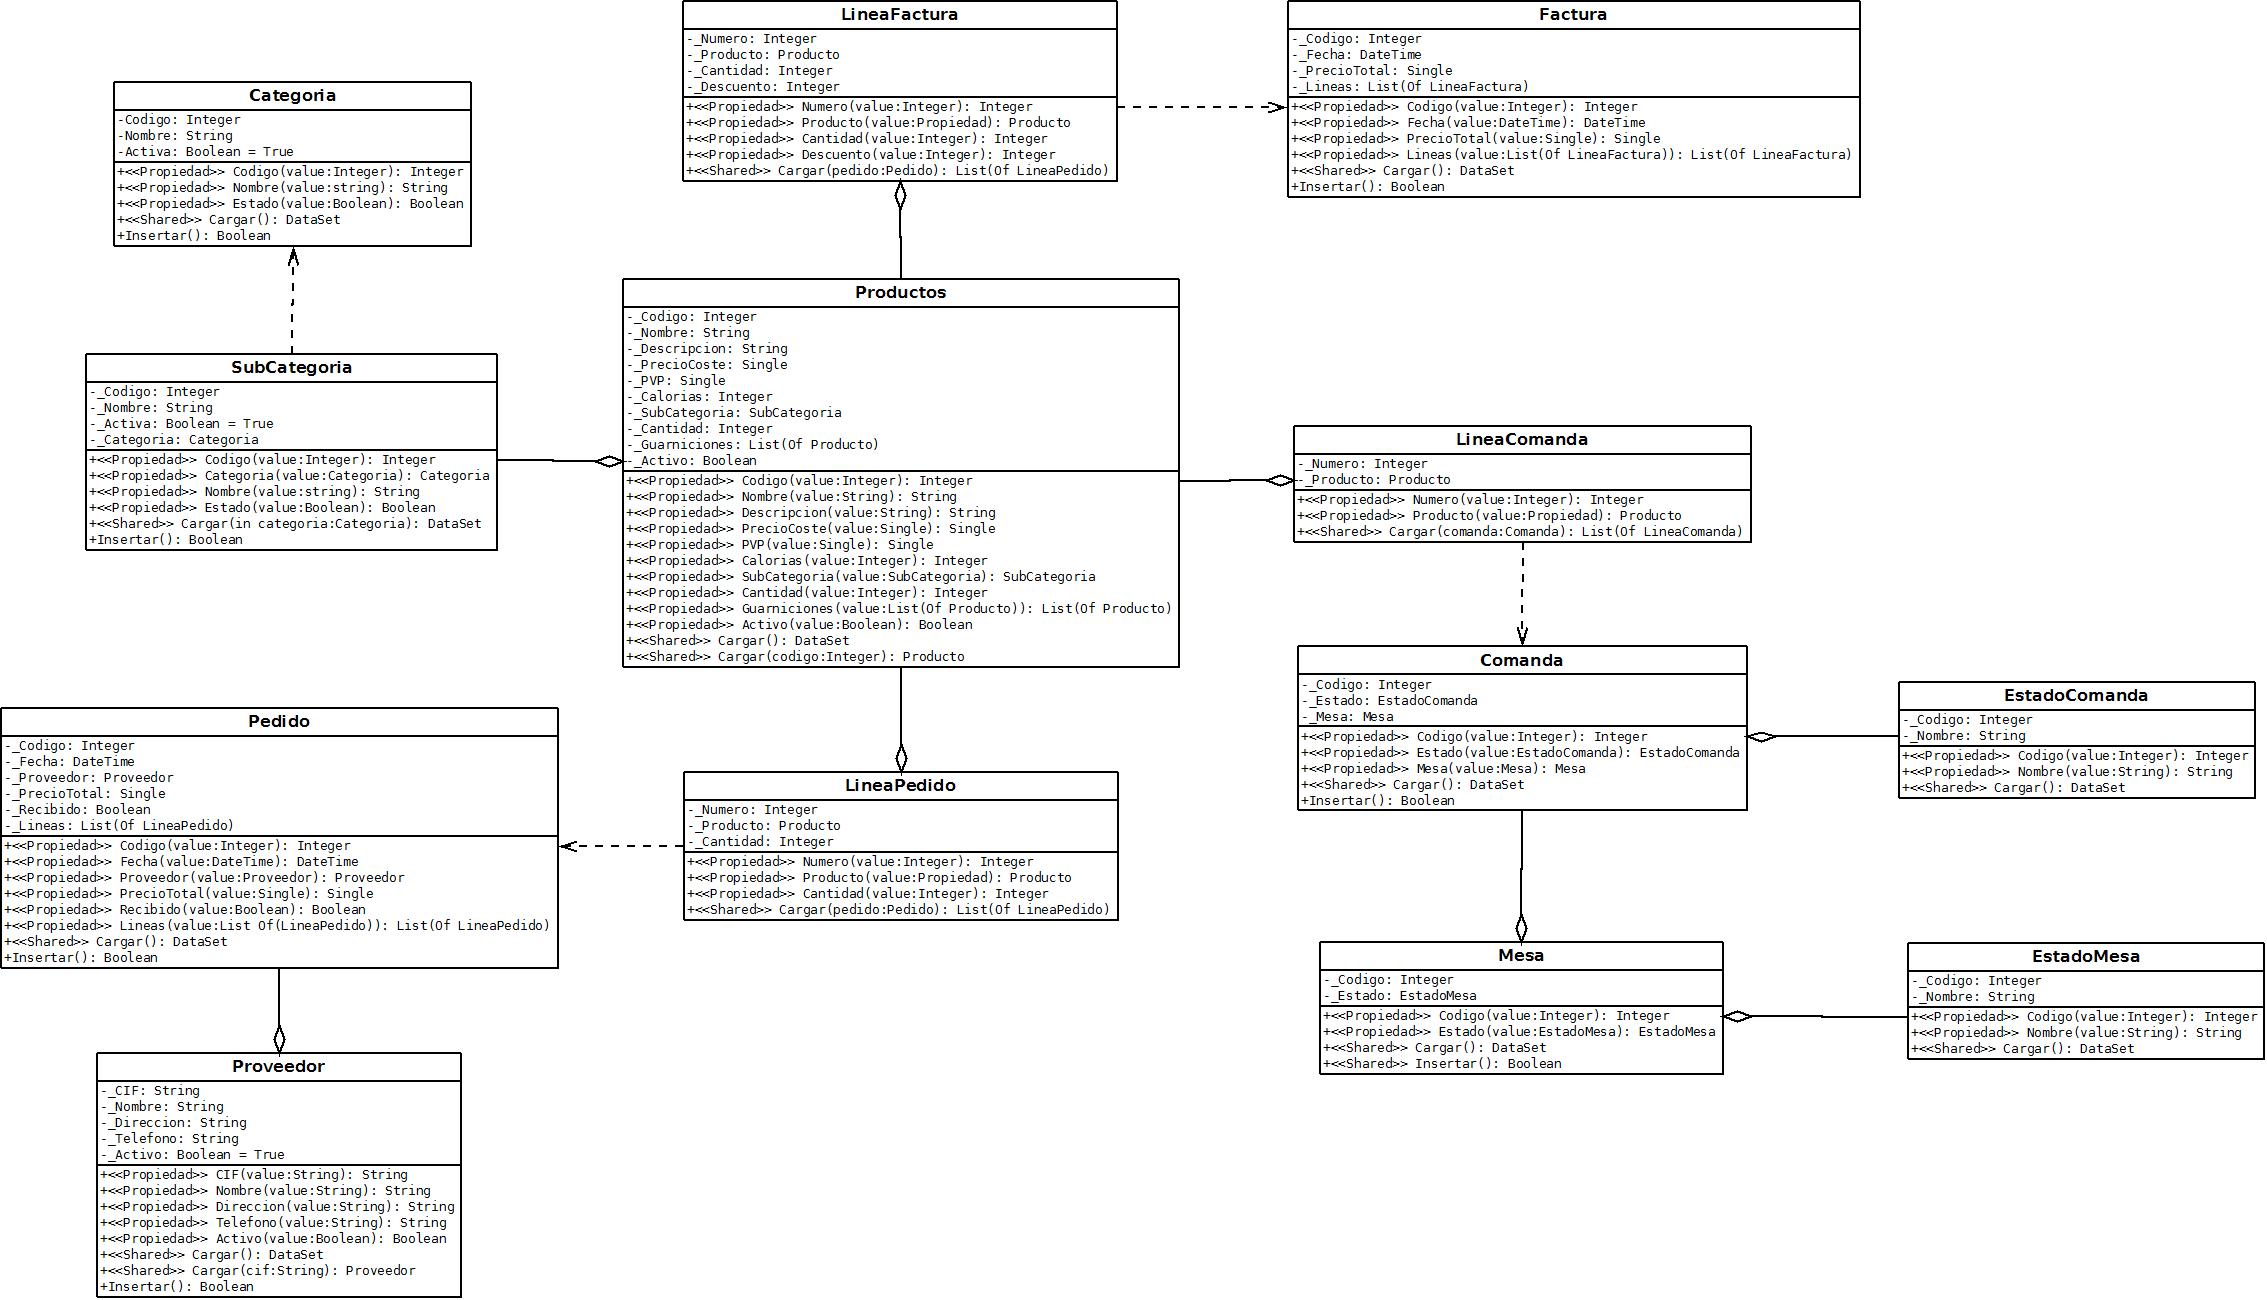 LineaFactura
-_Numero: Integer
-_Producto: Producto
-_Cantidad: Integer
-_Descuento: Integer
+<<Propiedad>> Numero(value:Integer): Integer
+<<Propiedad>> Producto(value:Propiedad): Producto
+<<Propiedad>> Cantidad(value:Integer): Integer
+<<Propiedad>> Descuento(value:Integer): Integer
+<<Shared>> Cargar(pedido:Pedido): List(Of LineaPedido)
Factura
-_Codigo: Integer
-_Fecha: DateTime
-_PrecioTotal: Single
-_Lineas: List(Of LineaFactura)
+<<Propiedad>> Codigo(value:Integer): Integer
+<<Propiedad>> Fecha(value:DateTime): DateTime
+<<Propiedad>> PrecioTotal(value:Single): Single
+<<Propiedad>> Lineas(value:List(Of LineaFactura)): List(Of LineaFactura)
+<<Shared>> Cargar(): DataSet
+Insertar(): Boolean
Categoria
-Codigo: Integer
-Nombre: String
-Activa: Boolean = True
+<<Propiedad>> Codigo(value:Integer): Integer
+<<Propiedad>> Nombre(value:string): String
+<<Propiedad>> Estado(value:Boolean): Boolean
+<<Shared>> Cargar(): DataSet
+Insertar(): Boolean
SubCategoria
-_Codigo: Integer
-_Nombre: String
-_Activa: Boolean = True
-_Categoria: Categoria
+<<Propiedad>> Codigo(value:Integer): Integer
+<<Propiedad>> Categoria(value:Categoria): Categoria
+<<Propiedad>> Nombre(value:string): String
+<<Propiedad>> Estado(value:Boolean): Boolean
+<<Shared>> Cargar(in categoria:Categoria): DataSet
+Insertar(): Boolean
Productos
-_Codigo: Integer
-_Nombre: String
-_Descripcion: String
-_PrecioCoste: Single
-_PVP: Single
-_Calorias: Integer
-_SubCategoria: SubCategoria
-_Cantidad: Integer
-_Guarniciones: List(Of Producto)
-_Activo: Boolean
+<<Propiedad>> Codigo(value:Integer): Integer
+<<Propiedad>> Nombre(value:String): String
+<<Propiedad>> Descripcion(value:String): String
+<<Propiedad>> PrecioCoste(value:Single): Single
+<<Propiedad>> PVP(value:Single): Single
+<<Propiedad>> Calorias(value:Integer): Integer
+<<Propiedad>> SubCategoria(value:SubCategoria): SubCategoria
+<<Propiedad>> Cantidad(value:Integer): Integer
+<<Propiedad>> Guarniciones(value:List(Of Producto)): List(Of Producto)
+<<Propiedad>> Activo(value:Boolean): Boolean
+<<Shared>> Cargar(): DataSet
+<<Shared>> Cargar(codigo:Integer): Producto
LineaComanda
-_Numero: Integer
-_Producto: Producto
+<<Propiedad>> Numero(value:Integer): Integer
+<<Propiedad>> Producto(value:Propiedad): Producto
+<<Shared>> Cargar(comanda:Comanda): List(Of LineaComanda)
Comanda
-_Codigo: Integer
-_Estado: EstadoComanda
-_Mesa: Mesa
+<<Propiedad>> Codigo(value:Integer): Integer
+<<Propiedad>> Estado(value:EstadoComanda): EstadoComanda
+<<Propiedad>> Mesa(value:Mesa): Mesa
+<<Shared>> Cargar(): DataSet
+Insertar(): Boolean
EstadoComanda
-_Codigo: Integer
-_Nombre: String
+<<Propiedad>> Codigo(value:Integer): Integer
+<<Propiedad>> Nombre(value:String): String
+<<Shared>> Cargar(): DataSet
Pedido
-_Codigo: Integer
-_Fecha: DateTime
-_Proveedor: Proveedor
-_PrecioTotal: Single
-_Recibido: Boolean
-_Lineas: List(Of LineaPedido)
+<<Propiedad>> Codigo(value:Integer): Integer
+<<Propiedad>> Fecha(value:DateTime): DateTime
+<<Propiedad>> Proveedor(value:Proveedor): Proveedor
+<<Propiedad>> PrecioTotal(value:Single): Single
+<<Propiedad>> Recibido(value:Boolean): Boolean
+<<Propiedad>> Lineas(value:List Of(LineaPedido)): List(Of LineaPedido)
+<<Shared>> Cargar(): DataSet
+Insertar(): Boolean
LineaPedido
-_Numero: Integer
-_Producto: Producto
-_Cantidad: Integer
+<<Propiedad>> Numero(value:Integer): Integer
+<<Propiedad>> Producto(value:Propiedad): Producto
+<<Propiedad>> Cantidad(value:Integer): Integer
+<<Shared>> Cargar(pedido:Pedido): List(Of LineaPedido)
Mesa
-_Codigo: Integer
-_Estado: EstadoMesa
+<<Propiedad>> Codigo(value:Integer): Integer
+<<Propiedad>> Estado(value:EstadoMesa): EstadoMesa
+<<Shared>> Cargar(): DataSet
+<<Shared>> Insertar(): Boolean
EstadoMesa
-_Codigo: Integer
-_Nombre: String
+<<Propiedad>> Codigo(value:Integer): Integer
+<<Propiedad>> Nombre(value:String): String
+<<Shared>> Cargar(): DataSet
Proveedor
-_CIF: String
-_Nombre: String
-_Direccion: String
-_Telefono: String
-_Activo: Boolean = True
+<<Propiedad>> CIF(value:String): String
+<<Propiedad>> Nombre(value:String): String
+<<Propiedad>> Direccion(value:String): String
+<<Propiedad>> Telefono(value:String): String
+<<Propiedad>> Activo(value:Boolean): Boolean
+<<Shared>> Cargar(): DataSet
+<<Shared>> Cargar(cif:String): Proveedor
+Insertar(): Boolean